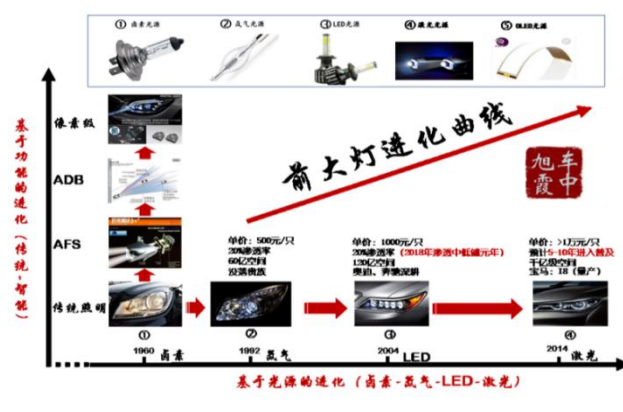 ① 卤素光源
② 氙气光源
③LED光源
④激光光源
⑤ OLED光源
前大灯进化曲线
旭霞
车中
基于功能的进化(传统-智能)
像素级
ADB
AFS
传统照明
单价:500元/只
20%渗透率
60亿空间
没落贵族
单价:1000元/只
20%渗透率(2018年渗透中低端元年)
120亿空间
奥迪、奔驰深耕
单价:>1万元/只
预计5-10年进入普及
千亿级空间
宝马:I8(量产)
①
②
③
④
1960 卤素
1992 氙气
2004 LED
2014 激光
基于光源的进化(卤素-氙气-LED-激光)